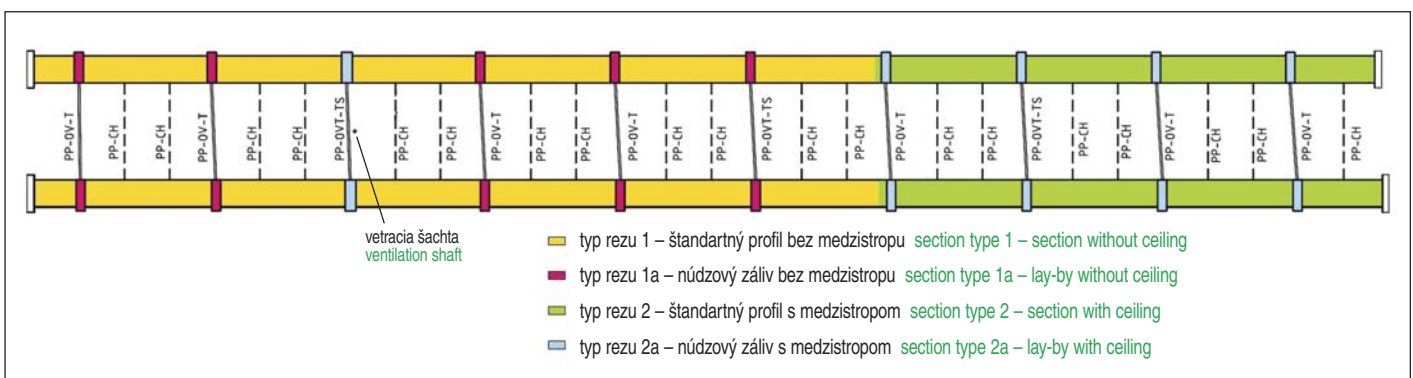 PP-OV-T
PP-CH
PP-CH
PP-OV-T
PP-CH
PP-CH
PP-OVT-TS
PP-CH
PP-CH
PP-OV-T
PP-CH
PP-CH
PP-OV-T
PP-CH
PP-CH
PP-OVT-TS
PP-CH
PP-CH
PP-OV-T
PP-CH
PP-CH
PP-OVT-TS
PP-CH
PP-CH
PP-OV-T
PP-CH
PP-CH
PP-OV-T
PP-CH
vetracia šachta
ventilation shaft
typ rezu 1 – štandartný profil bez medzistropu section type 1 – section without ceiling
typ rezu 1a – núdzový záliv bez medzistropu section type 1a – lay-by without ceiling
typ rezu 2 – štandartný profil s medzistropom section type 2 – section with ceiling
typ rezu 2a – núdzový záliv s medzistropom section type 2a – lay-by with ceiling